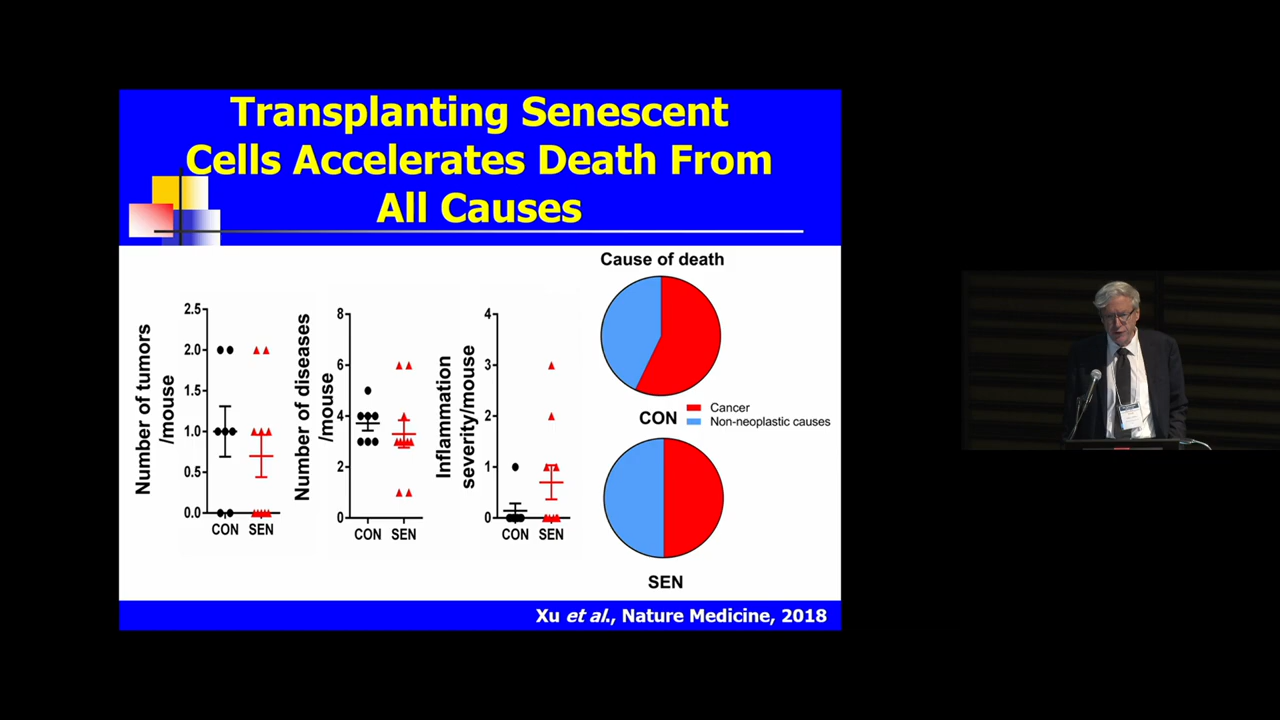 Transplanting Senescent
Cells Accelerates Death From
All Causes
Number of tumors
/mouse
2.5
2.0
1.5
1.0
0.5
0.0
CON SEN
Number of diseases
/mouse
8
6
4
2
0
CON SEN
Inflammation
severity/mouse
4
3
2
1
0
CON SEN
Cause of death
CON
Cancer
Non-neoplastic causes
SEN
Xu et al., Nature Medicine, 2018